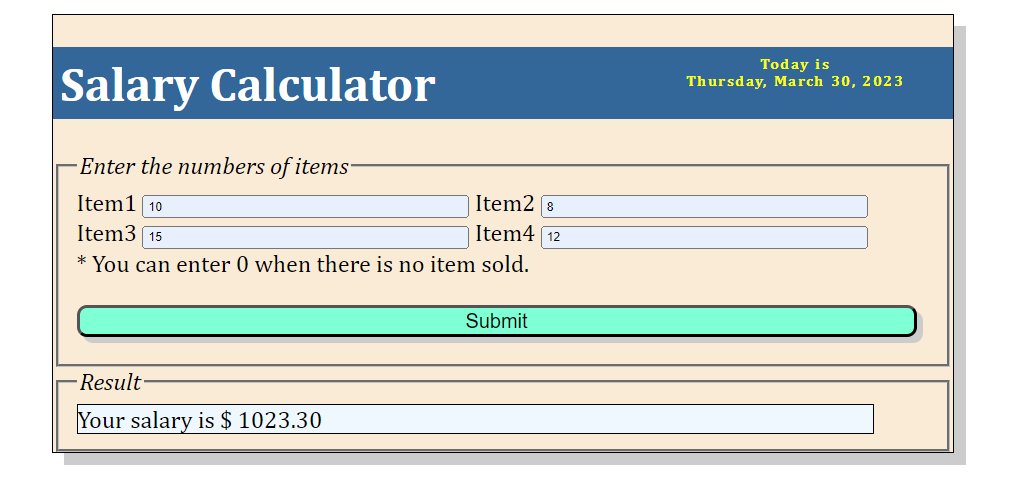 Salary Calculator
Today is
Thursday, March 30, 2023
Enter the numbers of items
Item1 10 Item2 8
Item3 15 Item4 12
* You can enter 0 when there is no item sold.
Submit
Result
Your salary is $ 1023.30